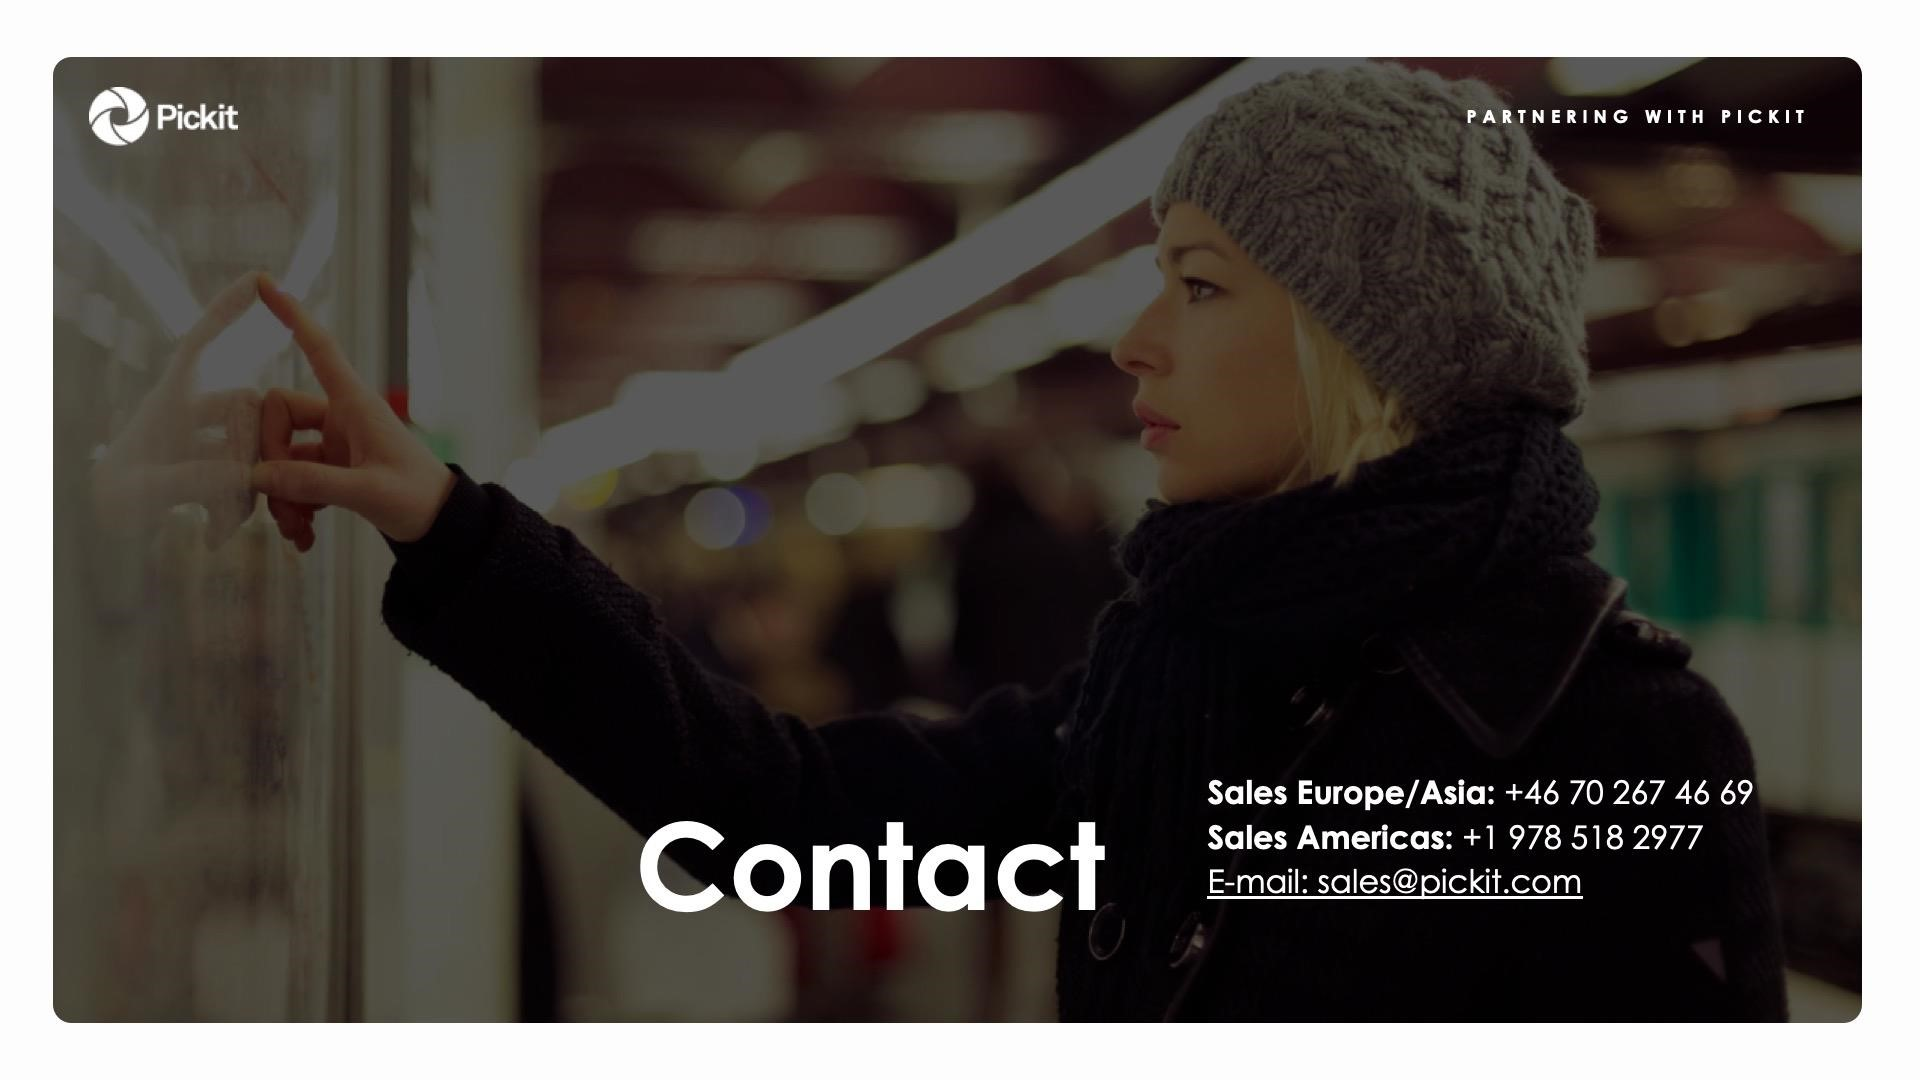 Pickit
PARTNERING WITH PICKIT
Contact
Sales Europe/Asia: +46 70 267 46 69
Sales Americas: +1 978 518 2977
E-mail: sales@pickit.com